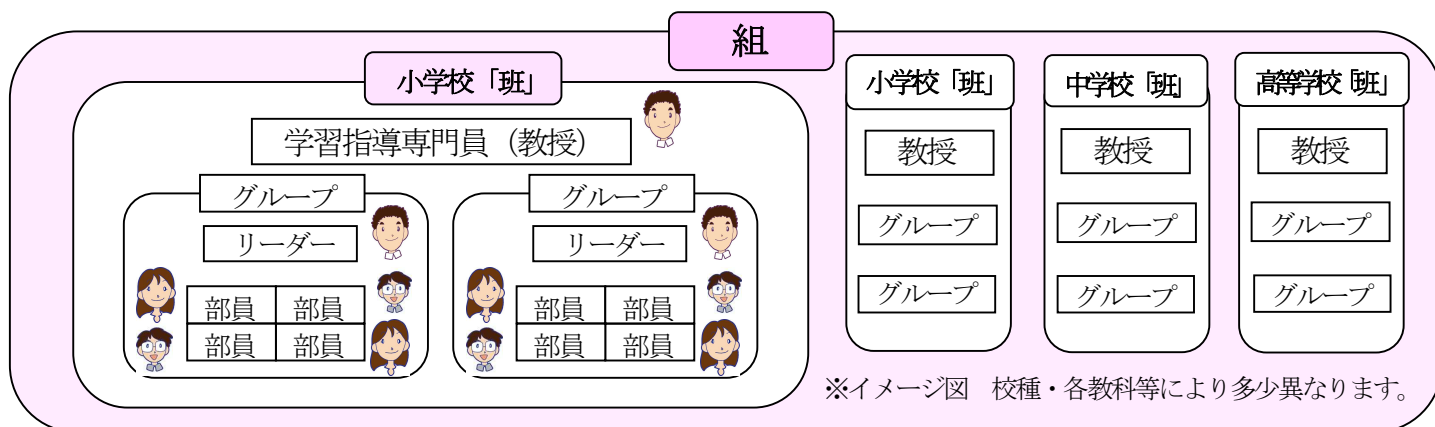 組
小学校「班」
学習指導専門員（教授）
グループ
リーダー
部員 部員
部員 部員
グループ
リーダー
部員 部員
部員 部員
小学校「班」
教授
グループ
グループ
中学校「班」
教授
グループ
グループ
高等学校「班」
教授
グループ
グループ
※イメージ図　校種・各教科等により多少異なります。